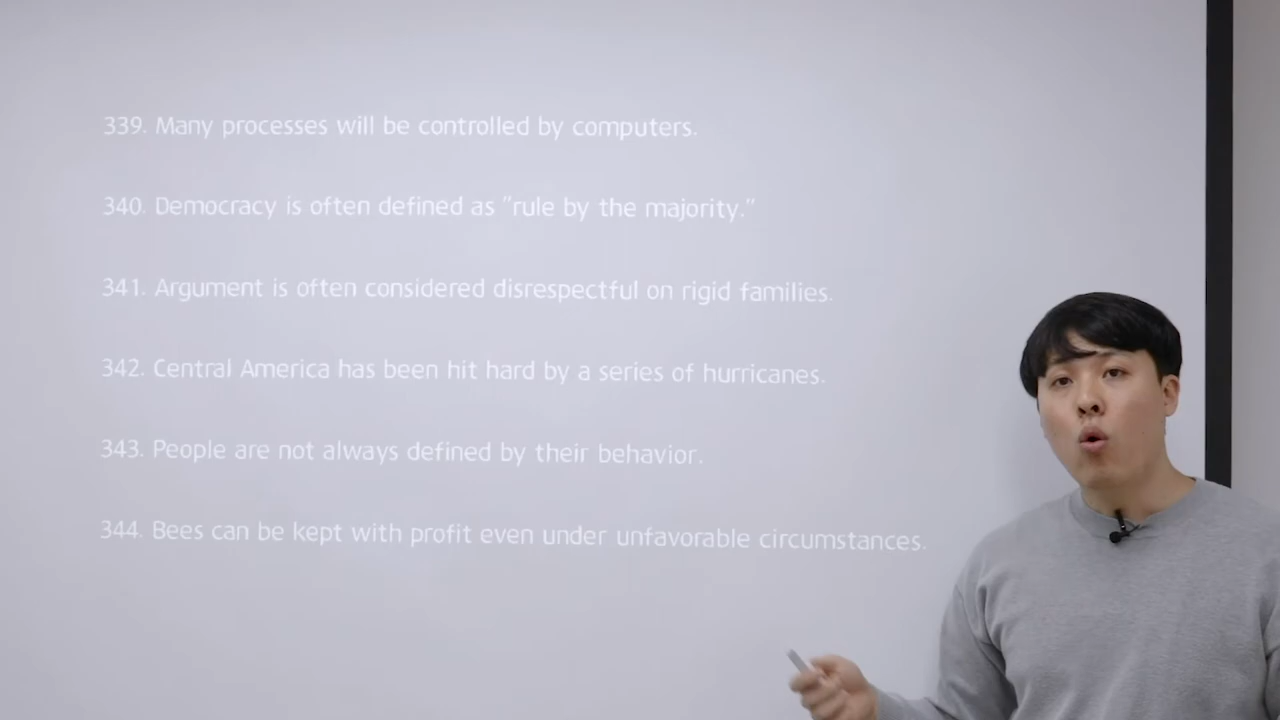 339. Many processes will be controlled by computers.
340. Democracy is often defined as "rule by the majority."
341. Argument is often considered disrespectful on rigid families.
342. Central America has been hit hard by a series of hurricanes.
343. People are not always defined by their behavior.
344. Bees can be kept with profit even under unfavorable circumstances.